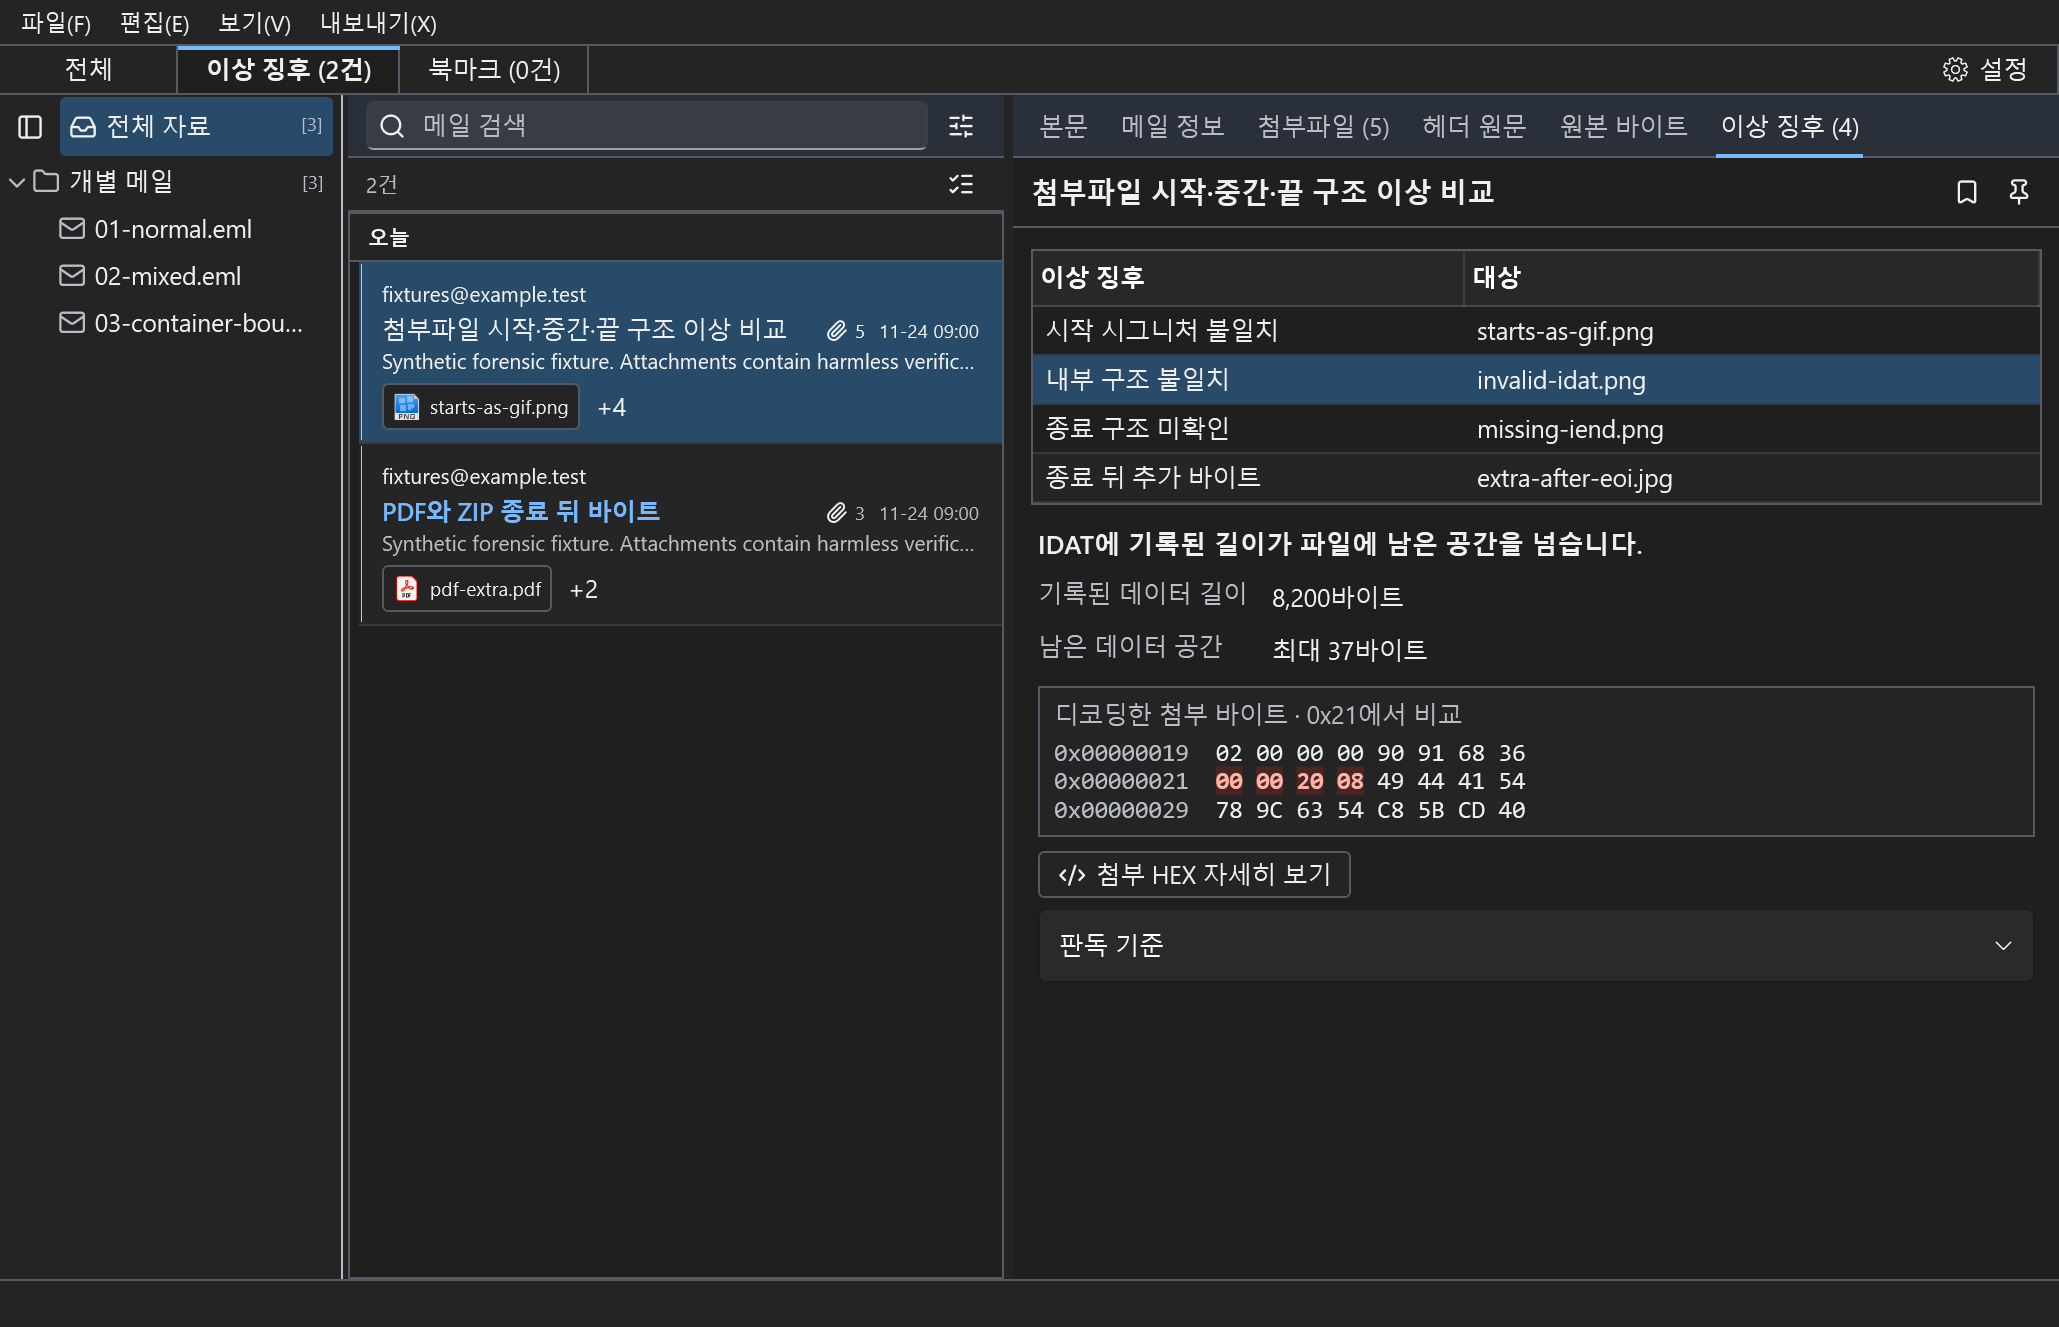 파일(F) 편집(E) 보기(V) 내보내기(X)
전체 이상 징후 (2건) 북마크 (0건) 설정
전체 자료 [3]
개별 메일 [3]
01-normal.eml
02-mixed.eml
03-container-bou...
메일 검색
2건
오늘
fixtures@example.test
첨부파일 시작·중간·끝 구조 이상 비교 5 11-24 09:00
Synthetic forensic fixture. Attachments contain harmless verific...
PNG starts-as-gif.png +4
fixtures@example.test
PDF와 ZIP 종료 뒤 바이트 3 11-24 09:00
Synthetic forensic fixture. Attachments contain harmless verific...
PDF pdf-extra.pdf +2
본문 메일 정보 첨부파일 (5) 헤더 원문 원본 바이트 이상 징후 (4)
첨부파일 시작·중간·끝 구조 이상 비교
이상 징후 대상
시작 시그니처 불일치 starts-as-gif.png
내부 구조 불일치 invalid-idat.png
종료 구조 미확인 missing-iend.png
종료 뒤 추가 바이트 extra-after-eoi.jpg
IDAT에 기록된 길이가 파일에 남은 공간을 넘습니다.
기록된 데이터 길이 8,200바이트
남은 데이터 공간 최대 37바이트
디코딩한 첨부 바이트 · 0x21에서 비교
0x00000019 02 00 00 00 90 91 68 36
0x00000021 00 00 20 08 49 44 41 54
0x00000029 78 9C 63 54 C8 5B CD 40
</> 첨부 HEX 자세히 보기
판독 기준